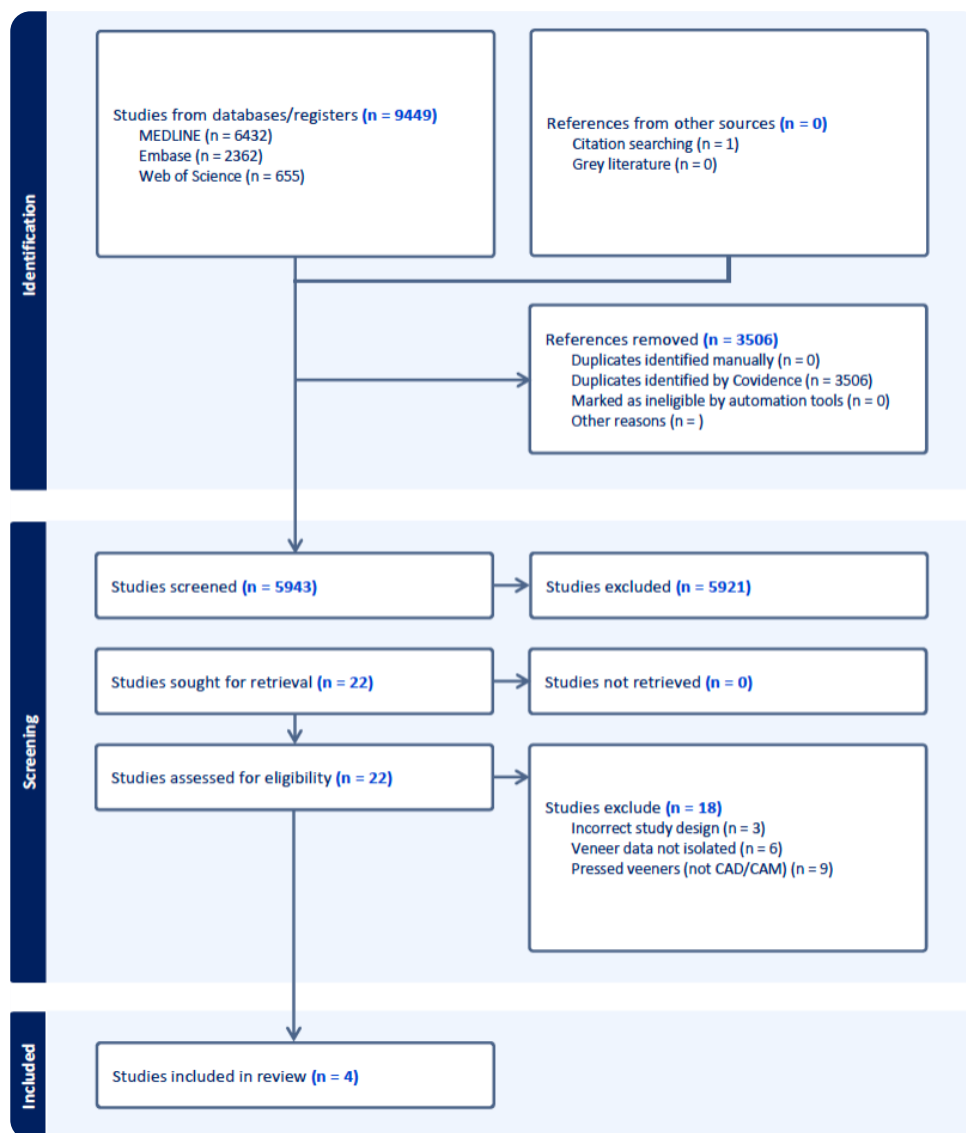 Identification
Studies from databases/registers (n = 9449)
MEDLINE (n = 6432)
Embase (n = 2362)
Web of Science (n = 655)
References from other sources (n = 0)
Citation searching (n = 1)
Grey literature (n = 0)
References removed (n = 3506)
Duplicates identified manually (n = 0)
Duplicates identified by Covidence (n = 3506)
Marked as ineligible by automation tools (n = 0)
Other reasons (n = )
Screening
Studies screened (n = 5943)
Studies excluded (n = 5921)
Studies sought for retrieval (n = 22)
Studies not retrieved (n = 0)
Studies assessed for eligibility (n = 22)
Studies exclude (n = 18)
Incorrect study design (n = 3)
Veneer data not isolated (n = 6)
Pressed veeners (not CAD/CAM) (n = 9)
Included
Studies included in review (n = 4)